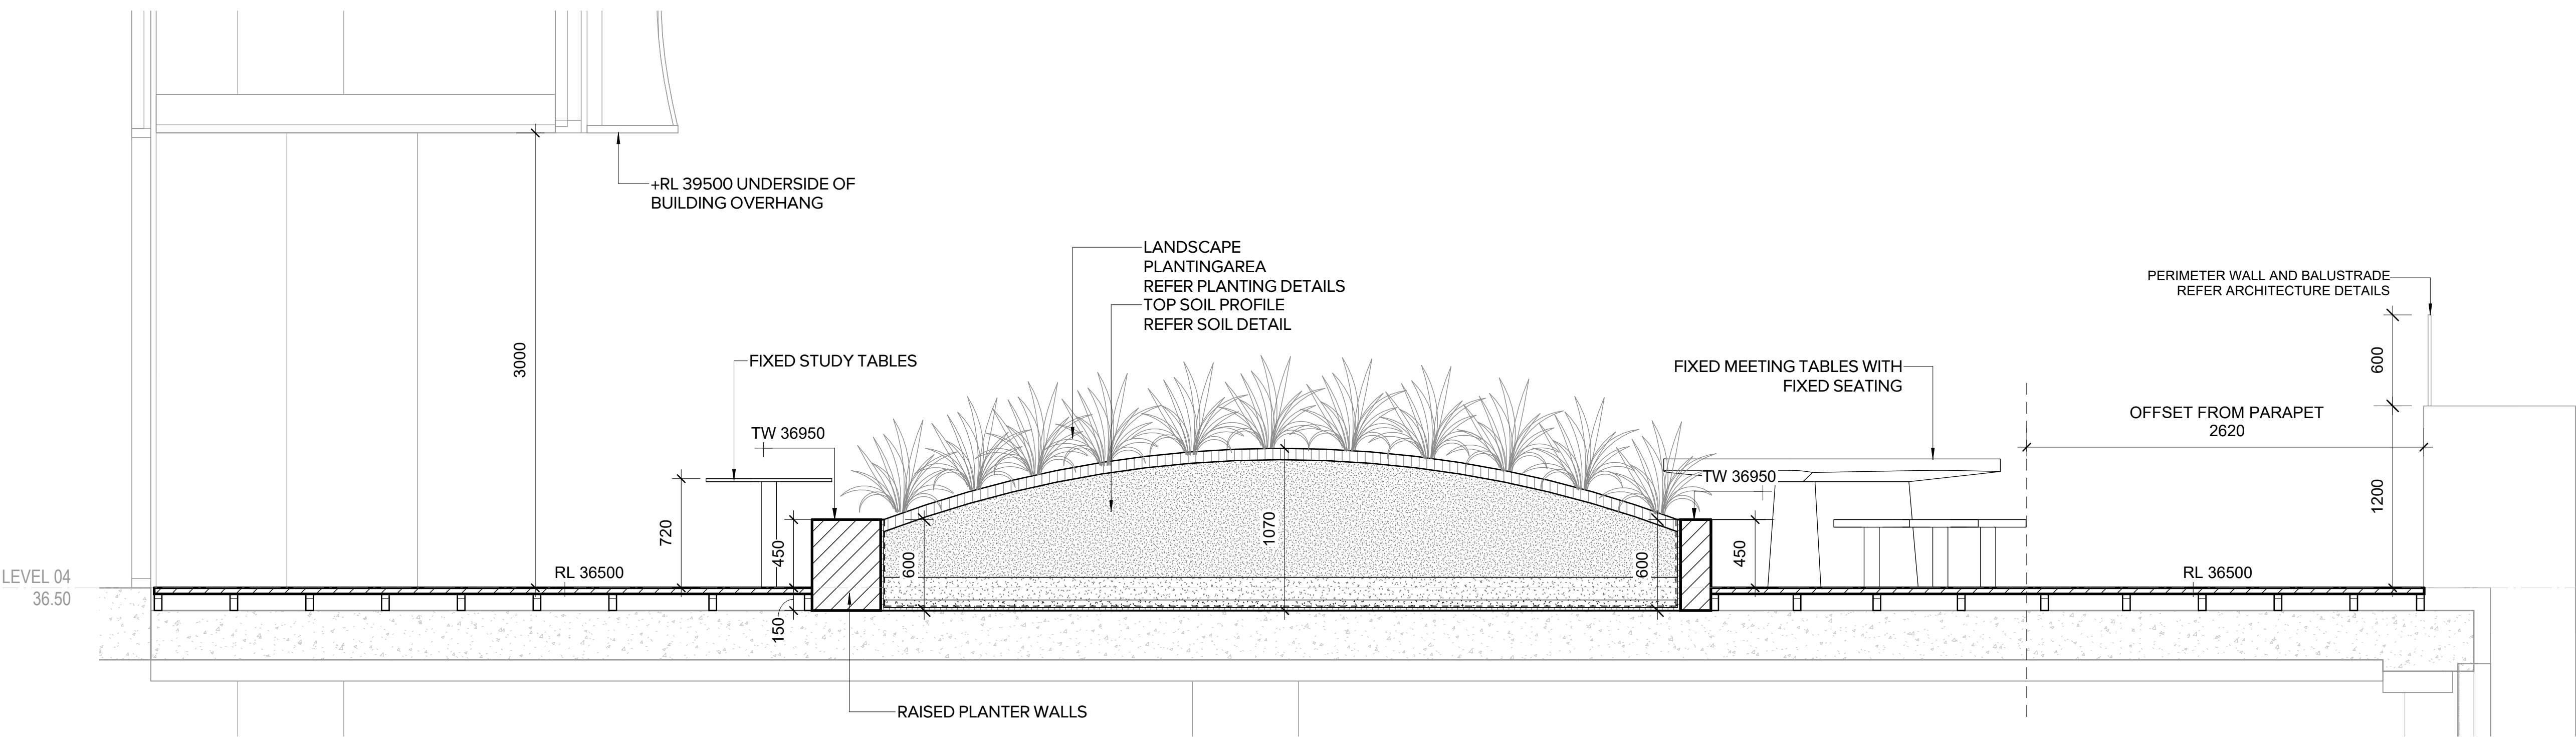 +RL 39500 UNDERSIDE OF
BUILDING OVERHANG
LANDSCAPE
PLANTINGAREA
REFER PLANTING DETAILS
TOP SOIL PROFILE
REFER SOIL DETAIL
PERIMETER WALL AND BALUSTRADE
REFER ARCHITECTURE DETAILS
3000
FIXED STUDY TABLES
FIXED MEETING TABLES WITH
FIXED SEATING
600
OFFSET FROM PARAPET
2620
TW 36950
TW 36950
720
450
600
1070
600
450
1200
LEVEL 04
36.50
RL 36500
RL 36500
150
RAISED PLANTER WALLS